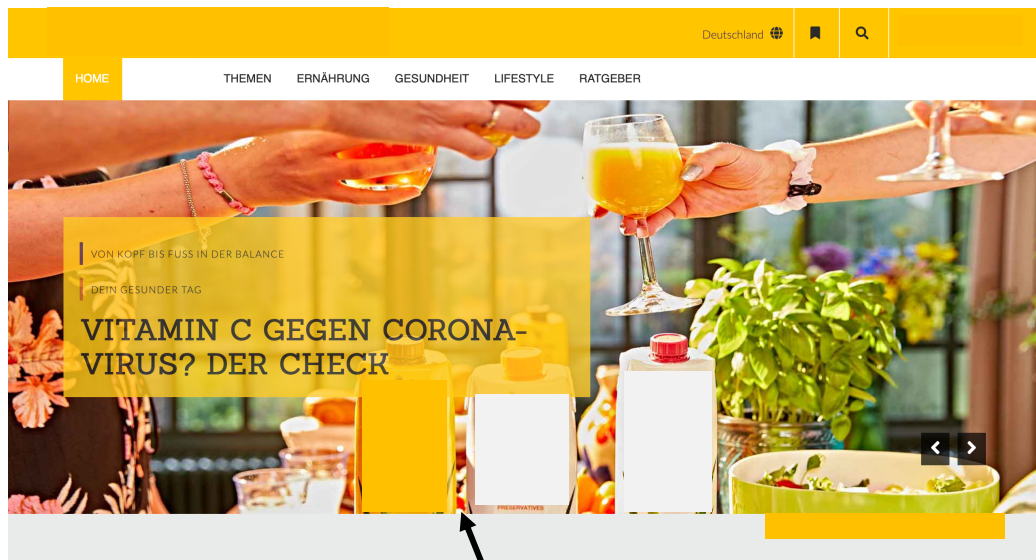 Deutschland
HOME THEMEN ERNÄHRUNG GESUNDHEIT LIFESTYLE RATGEBER
VON KOPF BIS FUSS IN DER BALANCE
DEIN GESUNDER TAG
VITAMIN C GEGEN CORONA-
VIRUS? DER CHECK
PRESERVATIVES